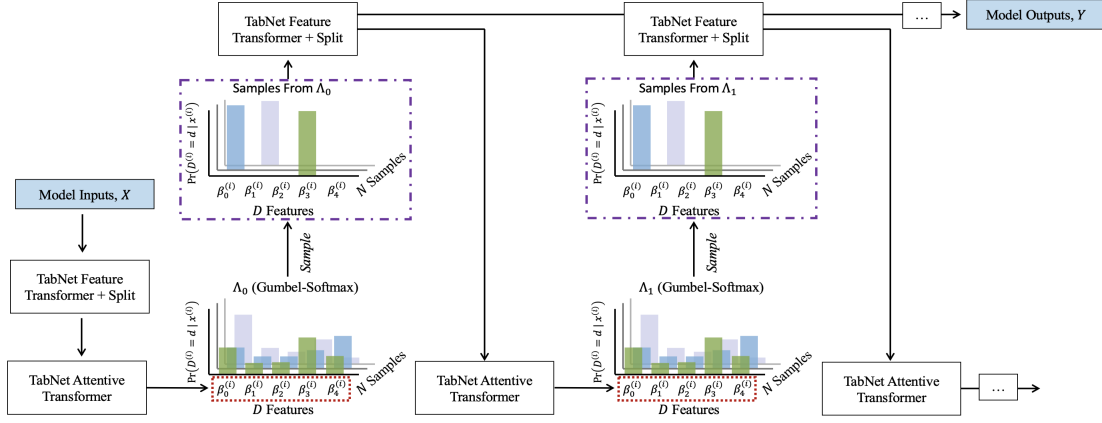 Model Inputs, X
TabNet Feature
Transformer + Split
TabNet Attentive
Transformer
TabNet Feature
Transformer + Split
Samples From Λ₀
Pr(D⁽ⁱ⁾ = d | x⁽ⁱ⁾)
N Samples
β₀⁽ⁱ⁾ β₁⁽ⁱ⁾ β₂⁽ⁱ⁾ β₃⁽ⁱ⁾ β₄⁽ⁱ⁾
D Features
Sample
Λ₀ (Gumbel-Softmax)
Pr(D⁽ⁱ⁾ = d | x⁽ⁱ⁾)
N Samples
β₀⁽ⁱ⁾ β₁⁽ⁱ⁾ β₂⁽ⁱ⁾ β₃⁽ⁱ⁾ β₄⁽ⁱ⁾
D Features
TabNet Attentive
Transformer
TabNet Feature
Transformer + Split
Samples From Λ₁
Pr(D⁽ⁱ⁾ = d | x⁽ⁱ⁾)
N Samples
β₀⁽ⁱ⁾ β₁⁽ⁱ⁾ β₂⁽ⁱ⁾ β₃⁽ⁱ⁾ β₄⁽ⁱ⁾
D Features
Sample
Λ₁ (Gumbel-Softmax)
Pr(D⁽ⁱ⁾ = d | x⁽ⁱ⁾)
N Samples
β₀⁽ⁱ⁾ β₁⁽ⁱ⁾ β₂⁽ⁱ⁾ β₃⁽ⁱ⁾ β₄⁽ⁱ⁾
D Features
TabNet Attentive
Transformer
...
...
Model Outputs, Y